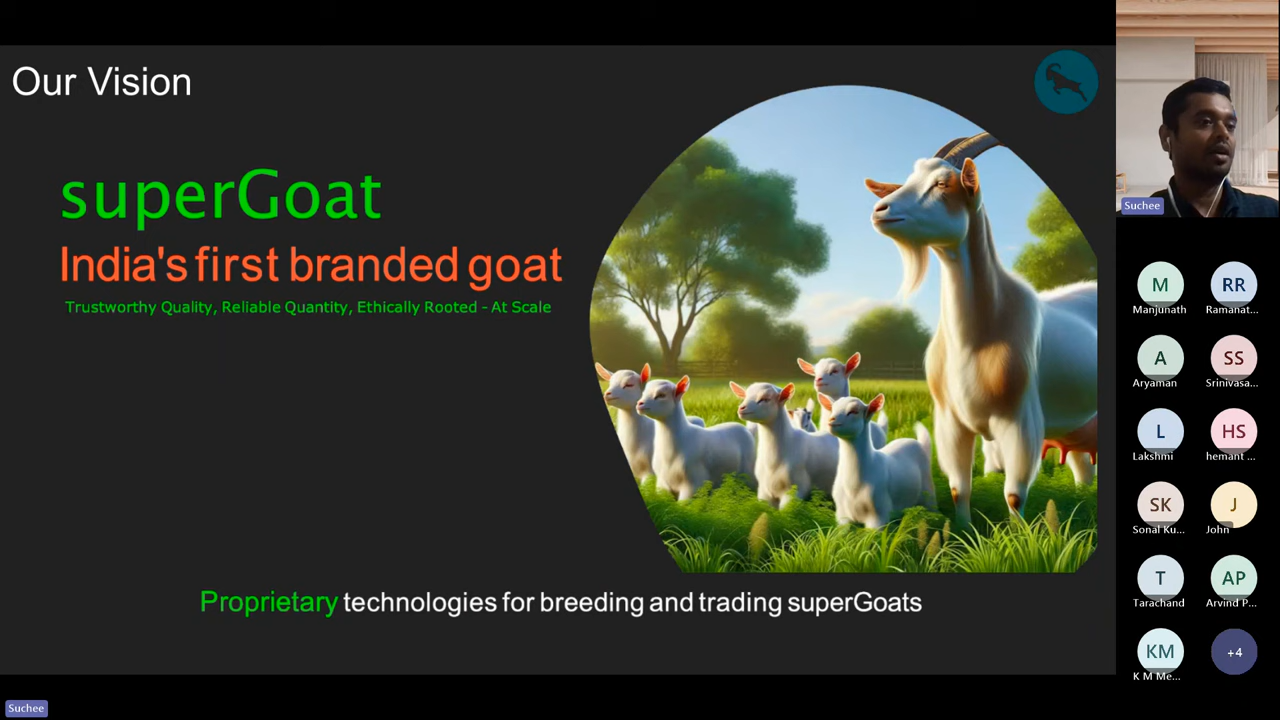 Our Vision
superGoat
India's first branded goat
Trustworthy Quality, Reliable Quantity, Ethically Rooted - At Scale
Proprietary technologies for breeding and trading superGoats
Suchee
M
RR
Manjunath
Ramanat...
A
SS
Aryaman
Srinivasa...
L
HS
Lakshmi
hemant ...
SK
J
Sonal Ku...
John
T
AP
Tarachand
Arvind P...
KM
+4
K M Me...
Suchee